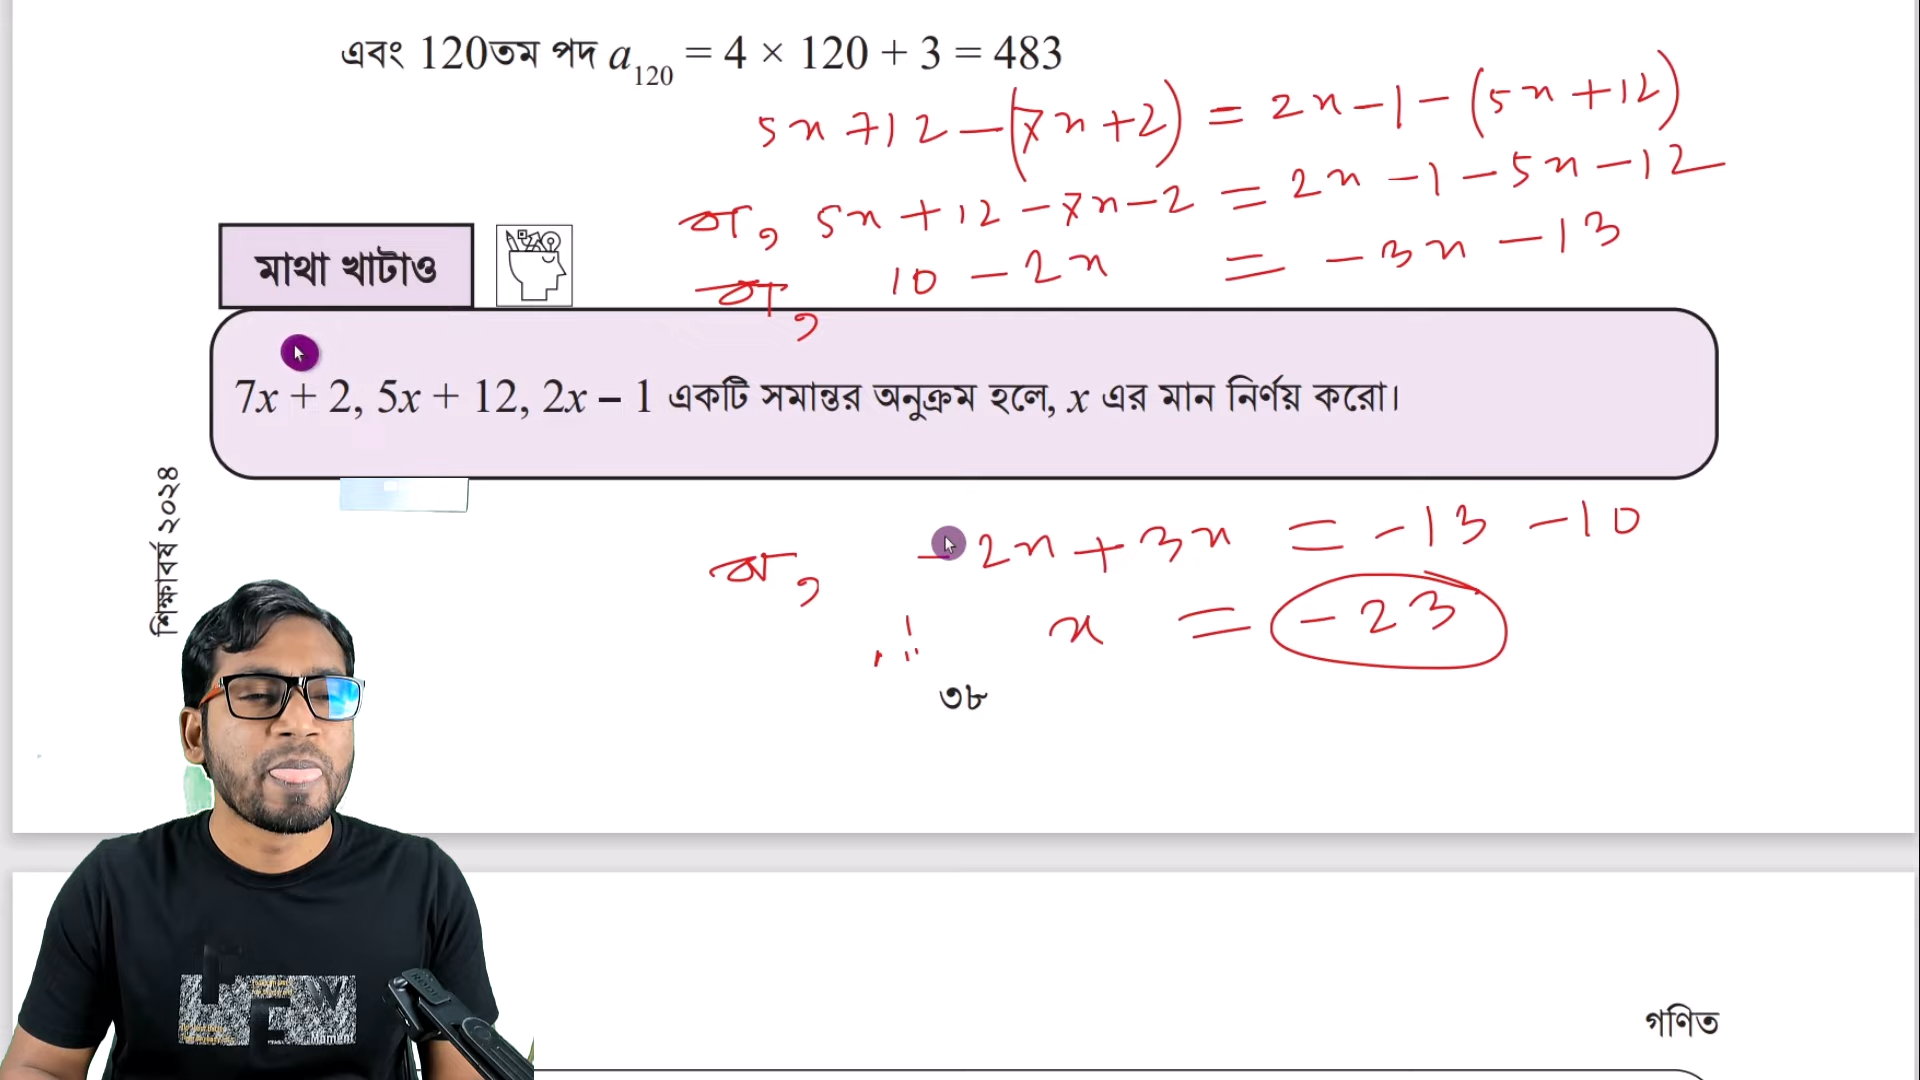 এবং 120তম পদ a₁₂₀ = 4 × 120 + 3 = 483
5x+12-(7x+2) = 2x-1-(5x+12)
বা, 5x+12-7x-2 = 2x-1-5x-12
বা, 10-2x = -3x-13
মাথা খাটাও
7x + 2, 5x + 12, 2x – 1 একটি সমান্তর অনুক্রম হলে, x এর মান নির্ণয় করো।
শিক্ষাবর্ষ ২০২৪
বা, -2x+3x = -13-10
∴ x = -23
৩৮
Moment
গণিত